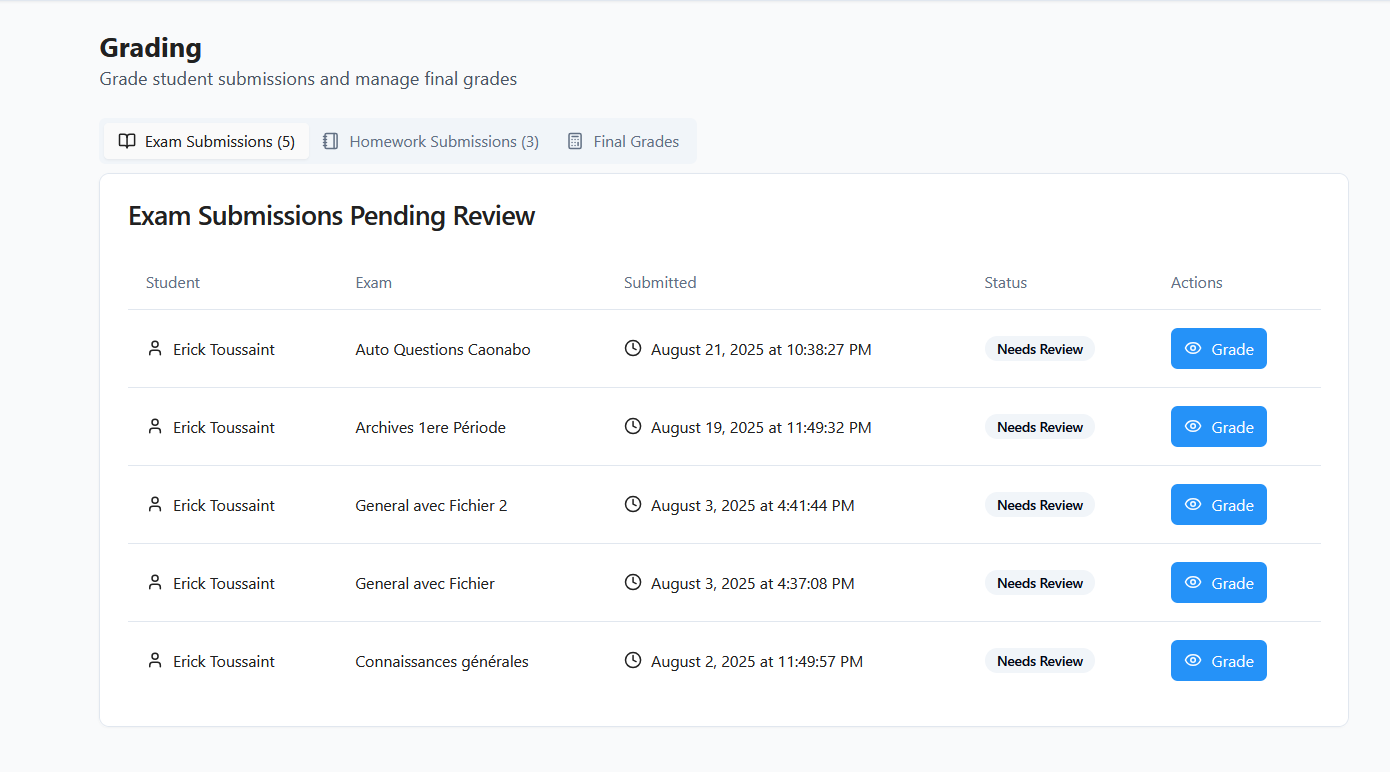 Grading
Grade student submissions and manage final grades
Exam Submissions (5) Homework Submissions (3) Final Grades
Exam Submissions Pending Review
Student Exam Submitted Status Actions
Erick Toussaint Auto Questions Caonabo August 21, 2025 at 10:38:27 PM Needs Review Grade
Erick Toussaint Archives 1ere Période August 19, 2025 at 11:49:32 PM Needs Review Grade
Erick Toussaint General avec Fichier 2 August 3, 2025 at 4:41:44 PM Needs Review Grade
Erick Toussaint General avec Fichier August 3, 2025 at 4:37:08 PM Needs Review Grade
Erick Toussaint Connaissances générales August 2, 2025 at 11:49:57 PM Needs Review Grade